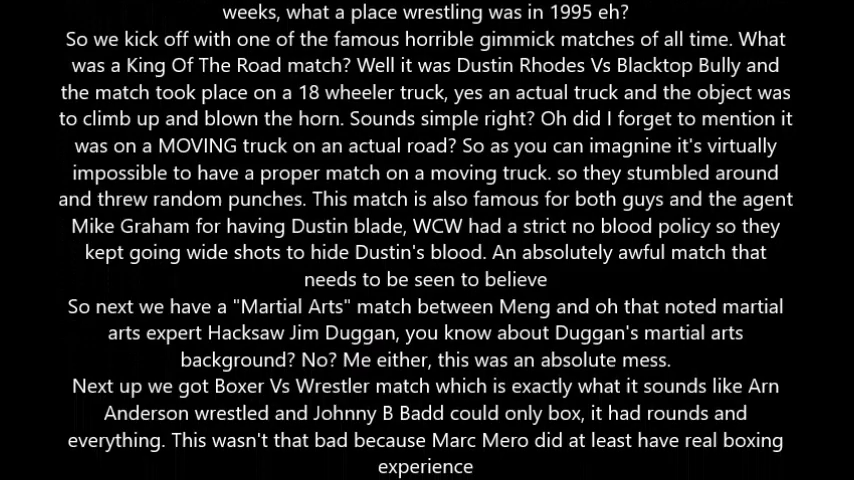 weeks, what a place wrestling was in 1995 eh?
So we kick off with one of the famous horrible gimmick matches of all time. What
was a King Of The Road match? Well it was Dustin Rhodes Vs Blacktop Bully and
the match took place on a 18 wheeler truck, yes an actual truck and the object was
to climb up and blown the horn. Sounds simple right? Oh did I forget to mention it
was on a MOVING truck on an actual road? So as you can imagnine it's virtually
impossible to have a proper match on a moving truck. so they stumbled around
and threw random punches. This match is also famous for both guys and the agent
Mike Graham for having Dustin blade, WCW had a strict no blood policy so they
kept going wide shots to hide Dustin's blood. An absolutely awful match that
needs to be seen to believe
So next we have a "Martial Arts" match between Meng and oh that noted martial
arts expert Hacksaw Jim Duggan, you know about Duggan's martial arts
background? No? Me either, this was an absolute mess.
Next up we got Boxer Vs Wrestler match which is exactly what it sounds like Arn
Anderson wrestled and Johnny B Badd could only box, it had rounds and
everything. This wasn't that bad because Marc Mero did at least have real boxing
experience